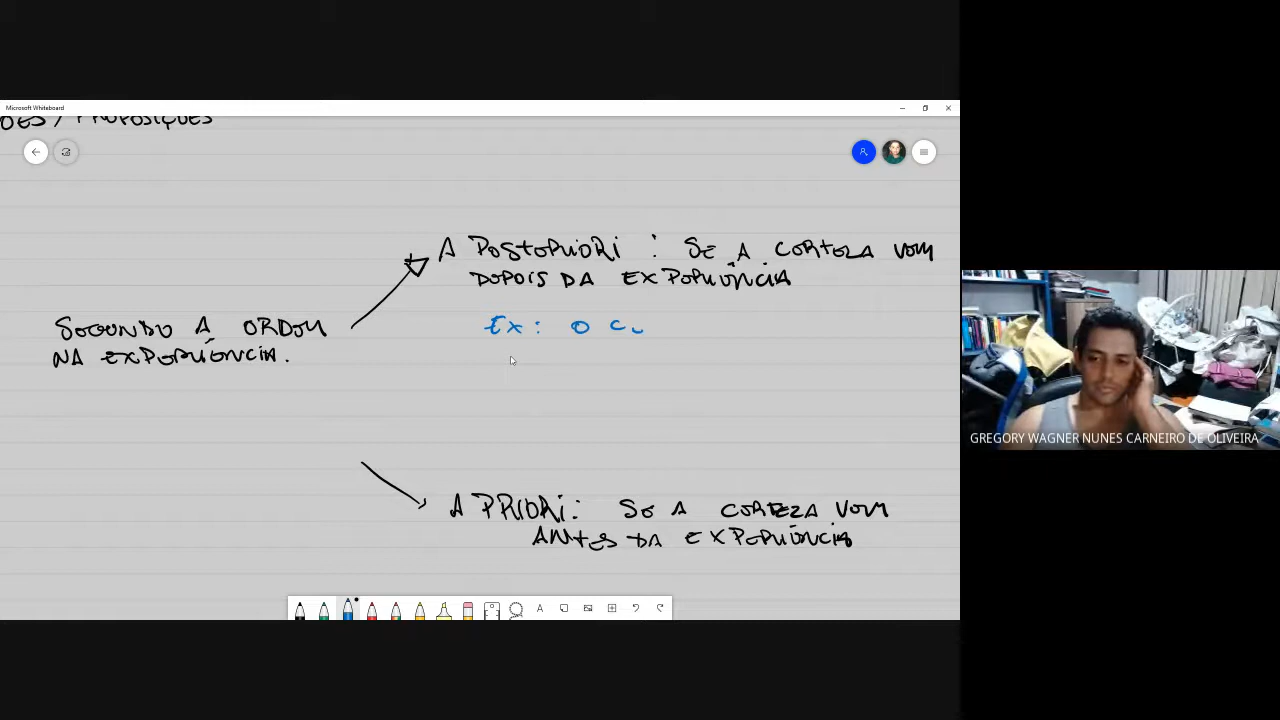 Microsoft Whiteboard
ÕES / PROPOSIÇÕES
A POSTERIORI : SE A CERTEZA VEM
DEPOIS DA EXPERIÊNCIA
SEGUNDO A ORDEM
NA EXPERIÊNCIA.
Ex: O C
A PRIORI: SE A CERTEZA VEM
ANTES DA EXPERIÊNCIA
GREGORY WAGNER NUNES CARNEIRO DE OLIVEIRA